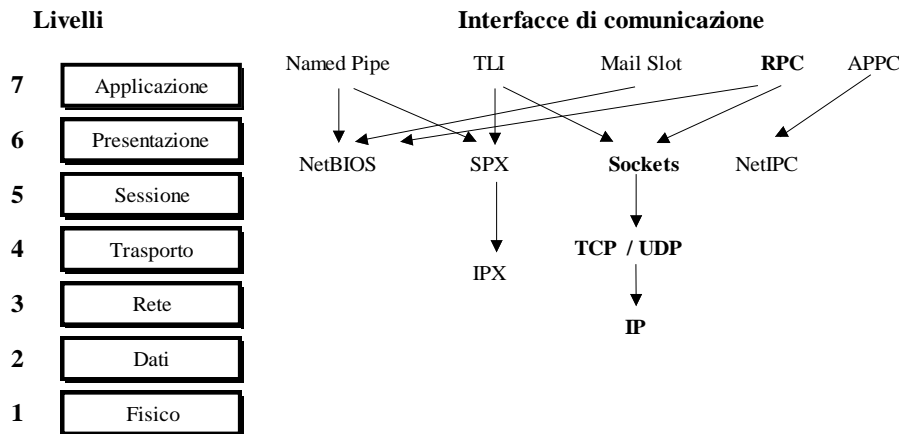 Livelli
Interfacce di comunicazione
Named Pipe TLI Mail Slot RPC APPC
7 Applicazione
6 Presentazione
NetBIOS SPX Sockets NetIPC
5 Sessione
4 Trasporto
TCP / UDP
IPX
3 Rete
IP
2 Dati
1 Fisico